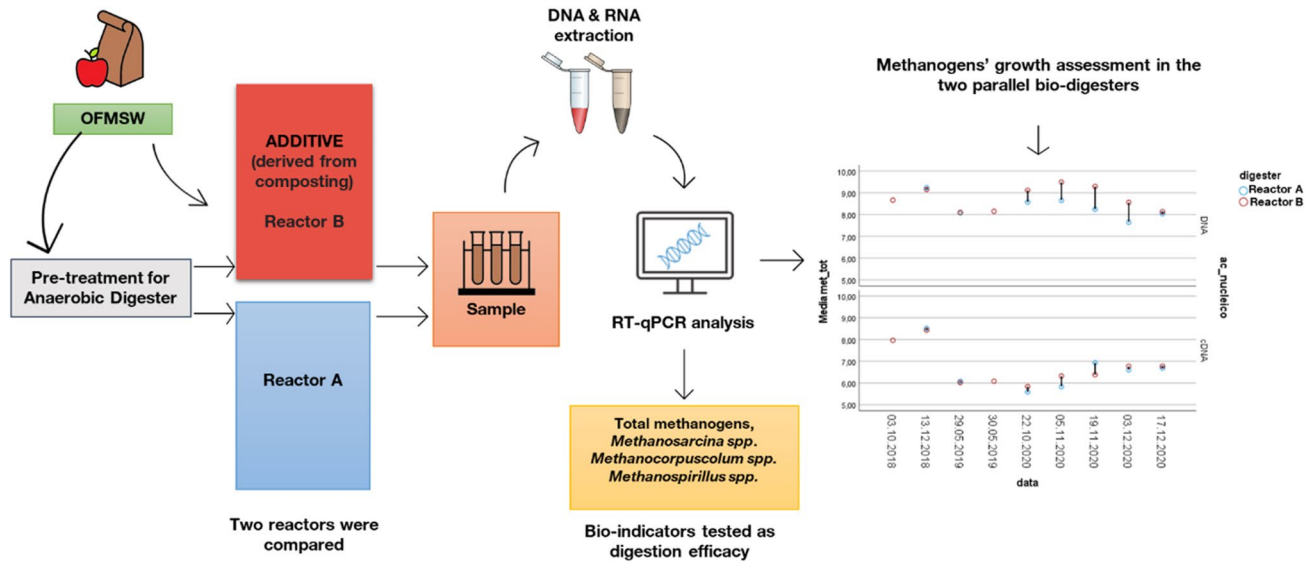 OFMSW
Pre-treatment for
Anaerobic Digester
ADDITIVE
(derived from
composting)
Reactor B
Reactor A
Two reactors were
compared
Sample
DNA & RNA
extraction
RT-qPCR analysis
Total methanogens,
Methanosarcina spp.
Methanocorpuscolum spp.
Methanospirillus spp.
Bio-indicators tested as
digestion efficacy
Methanogens’ growth assessment in the
two parallel bio-digesters
digester
Reactor A
Reactor B
Media met_tot
10,00
9,00
8,00
7,00
6,00
5,00
DNA
10,00
9,00
8,00
7,00
6,00
5,00
cDNA
ac_nucleico
03.10.2018
13.12.2018
29.05.2019
30.05.2019
22.10.2020
05.11.2020
19.11.2020
03.12.2020
17.12.2020
data